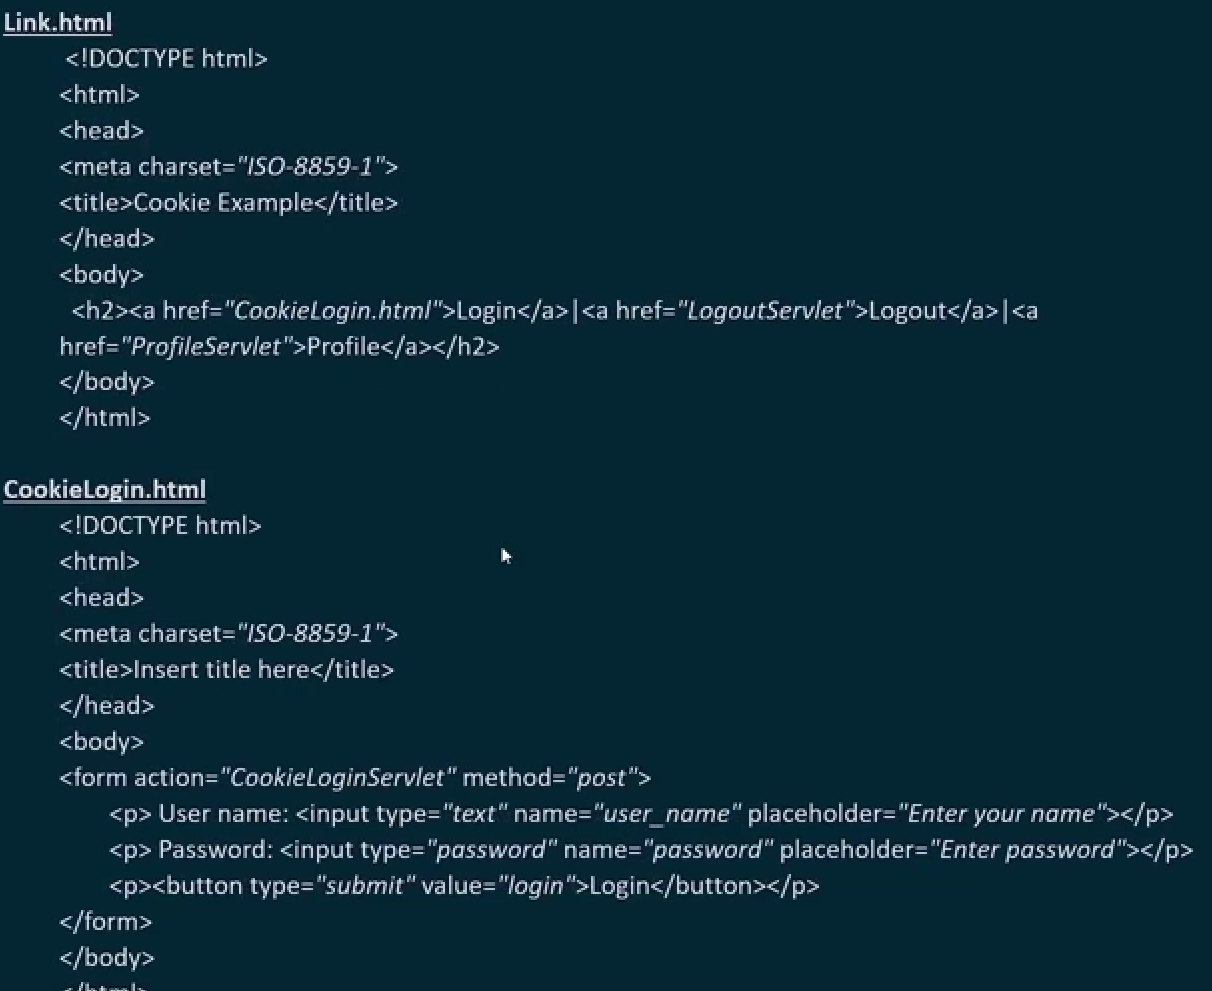 Link.html
<!DOCTYPE html>
<html>
<head>
<meta charset="ISO-8859-1">
<title>Cookie Example</title>
</head>
<body>
<h2><a href="CookieLogin.html">Login</a>|<a href="LogoutServlet">Logout</a>|<a
href="ProfileServlet">Profile</a></h2>
</body>
</html>
CookieLogin.html
<!DOCTYPE html>
<html>
<head>
<meta charset="ISO-8859-1">
<title>Insert title here</title>
</head>
<body>
<form action="CookieLoginServlet" method="post">
<p> User name: <input type="text" name="user_name" placeholder="Enter your name"></p>
<p> Password: <input type="password" name="password" placeholder="Enter password"></p>
<p><button type="submit" value="login">Login</button></p>
</form>
</body>
</html>